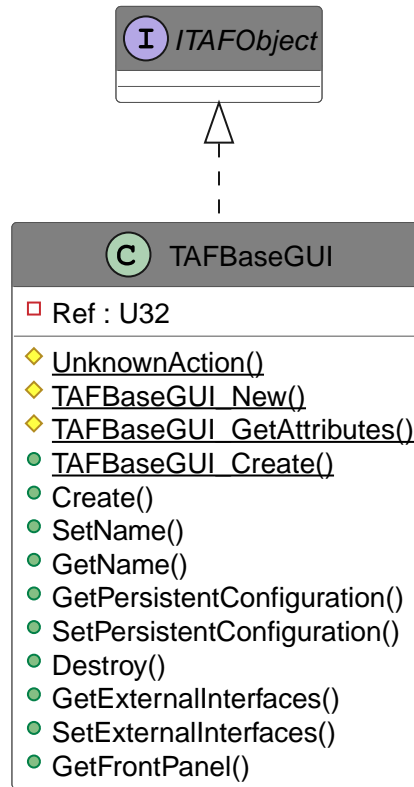 I ITAFObject
C TAFBaseGUI
Ref : U32
UnknownAction()
TAFBaseGUI_New()
TAFBaseGUI_GetAttributes()
TAFBaseGUI_Create()
Create()
SetName()
GetName()
GetPersistentConfiguration()
SetPersistentConfiguration()
Destroy()
GetExternalInterfaces()
SetExternalInterfaces()
GetFrontPanel()